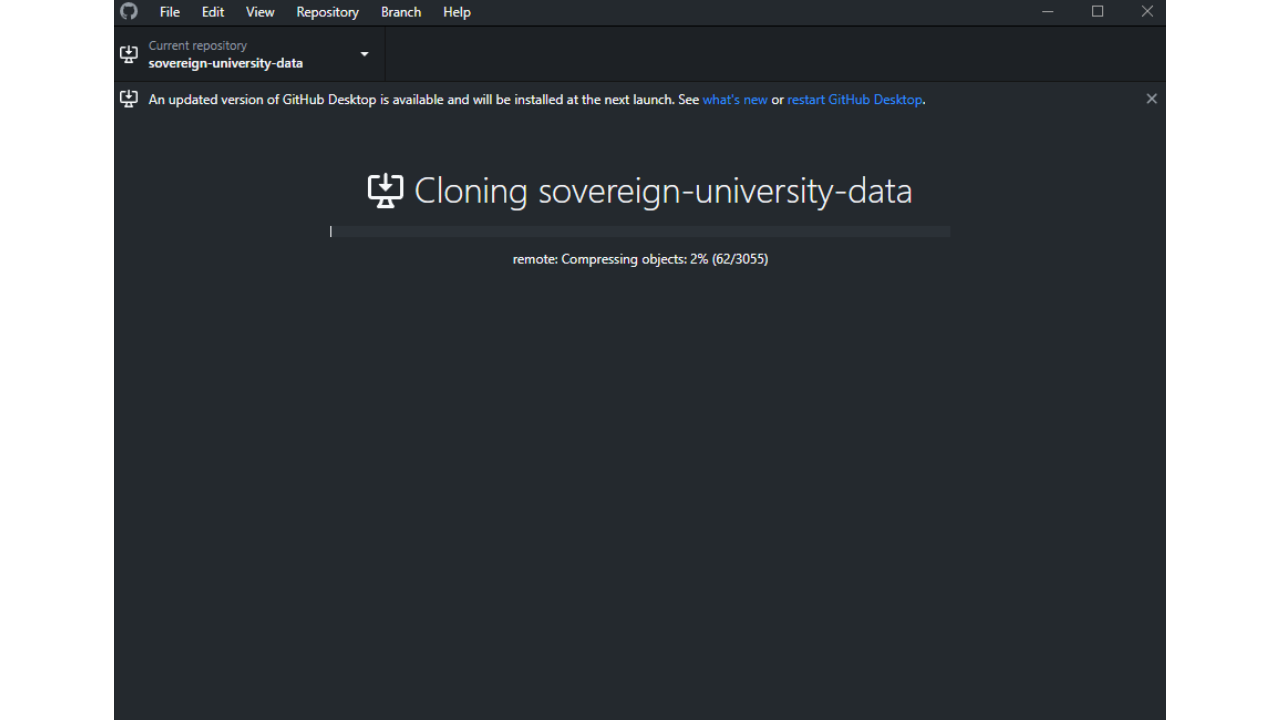 File Edit View Repository Branch Help
Current repository
sovereign-university-data
An updated version of GitHub Desktop is available and will be installed at the next launch. See what's new or restart GitHub Desktop.
Cloning sovereign-university-data
remote: Compressing objects: 2% (62/3055)